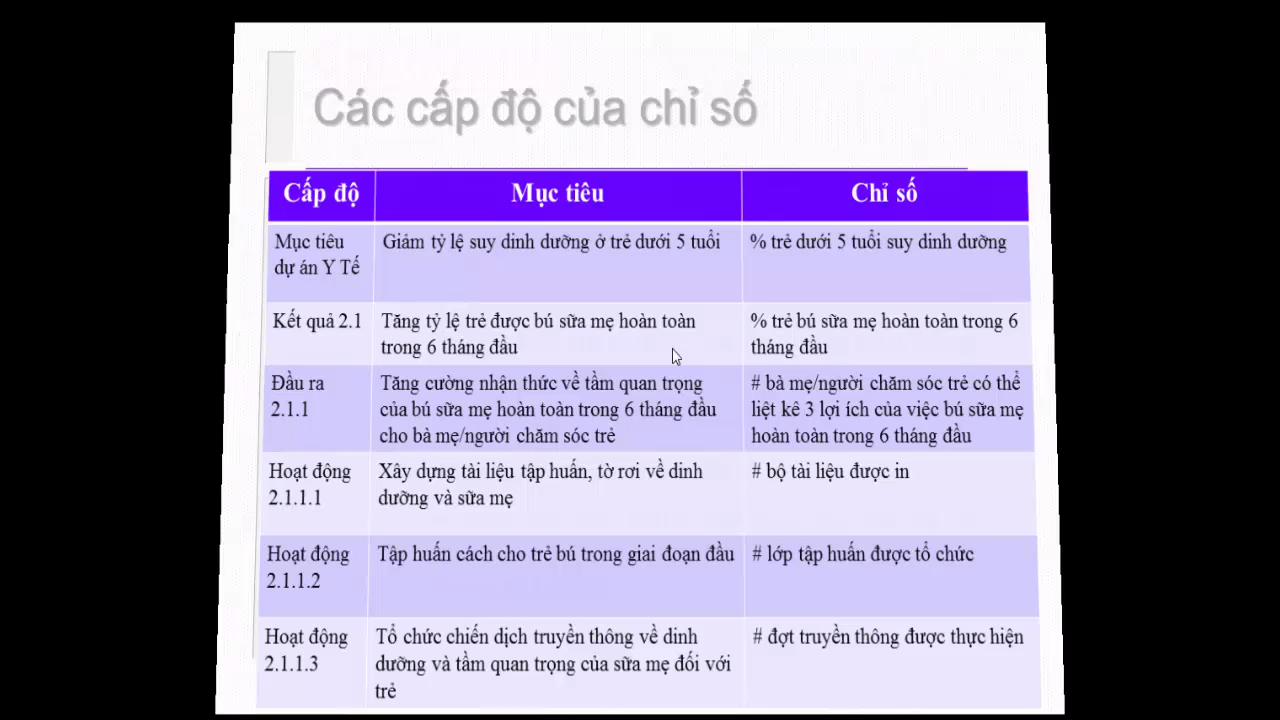 Các cấp độ của chỉ số
Cấp độ Mục tiêu Chỉ số
Mục tiêu Giảm tỷ lệ suy dinh dưỡng ở trẻ dưới 5 tuổi % trẻ dưới 5 tuổi suy dinh dưỡng
dự án Y Tế
Kết quả 2.1 Tăng tỷ lệ trẻ được bú sữa mẹ hoàn toàn % trẻ bú sữa mẹ hoàn toàn trong 6
trong 6 tháng đầu tháng đầu
Đầu ra Tăng cường nhận thức về tầm quan trọng # bà mẹ/người chăm sóc trẻ có thể
2.1.1 của bú sữa mẹ hoàn toàn trong 6 tháng đầu liệt kê 3 lợi ích của việc bú sữa mẹ
cho bà mẹ/người chăm sóc trẻ hoàn toàn trong 6 tháng đầu
Hoạt động Xây dựng tài liệu tập huấn, tờ rơi về dinh # bộ tài liệu được in
2.1.1.1 dưỡng và sữa mẹ
Hoạt động Tập huấn cách cho trẻ bú trong giai đoạn đầu # lớp tập huấn được tổ chức
2.1.1.2
Hoạt động Tổ chức chiến dịch truyền thông về dinh # đợt truyền thông được thực hiện
2.1.1.3 dưỡng và tầm quan trọng của sữa mẹ đối với
trẻ